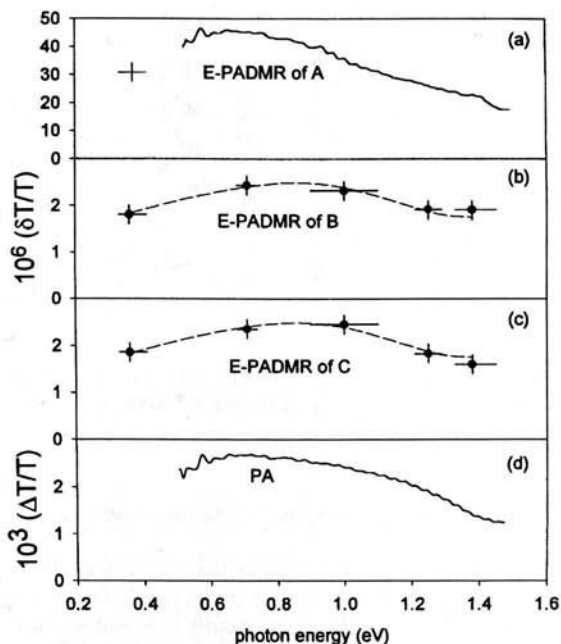 50
(a)
40
30
E-PADMR of A
20
10
0
(b)
2
E-PADMR of B
1
0
10⁶ (δT/T)
(c)
2
E-PADMR of C
1
0
(d)
PA
2
1
0
10³ (ΔT/T)
0.2 0.4 0.6 0.8 1.0 1.2 1.4 1.6
photon energy (eV)